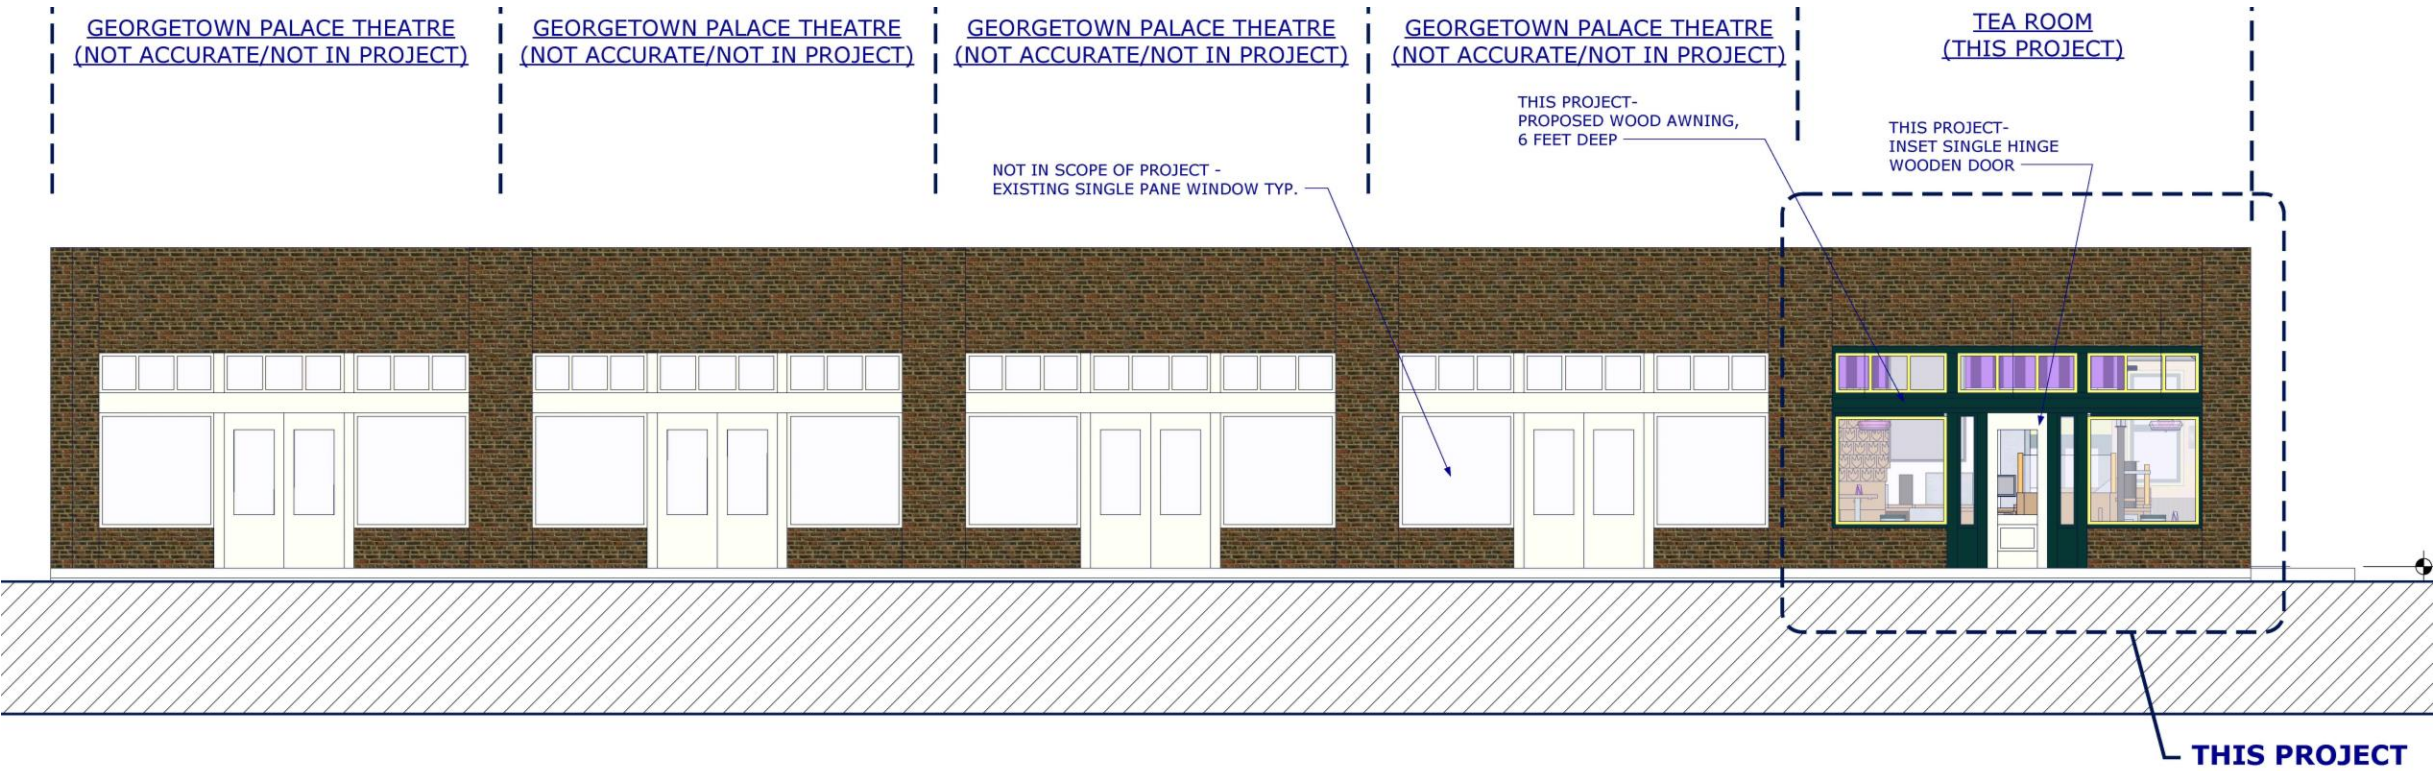 GEORGETOWN PALACE THEATRE
(NOT ACCURATE/NOT IN PROJECT)
GEORGETOWN PALACE THEATRE
(NOT ACCURATE/NOT IN PROJECT)
GEORGETOWN PALACE THEATRE
(NOT ACCURATE/NOT IN PROJECT)
GEORGETOWN PALACE THEATRE
(NOT ACCURATE/NOT IN PROJECT)
TEA ROOM
(THIS PROJECT)
THIS PROJECT-
PROPOSED WOOD AWNING,
6 FEET DEEP
THIS PROJECT-
INSET SINGLE HINGE
WOODEN DOOR
NOT IN SCOPE OF PROJECT -
EXISTING SINGLE PANE WINDOW TYP.
THIS PROJECT